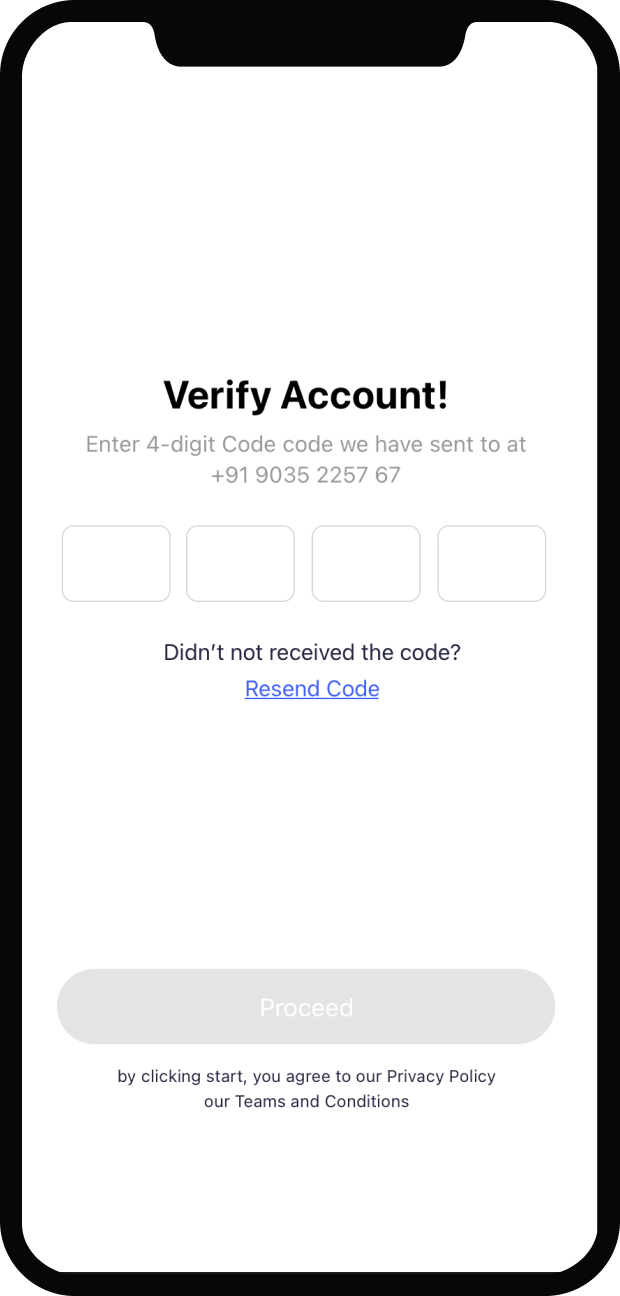 Verify Account!
Enter 4-digit Code code we have sent to at
+91 9035 2257 67
Didn’t not received the code?
Resend Code
Proceed
by clicking start, you agree to our Privacy Policy
our Teams and Conditions